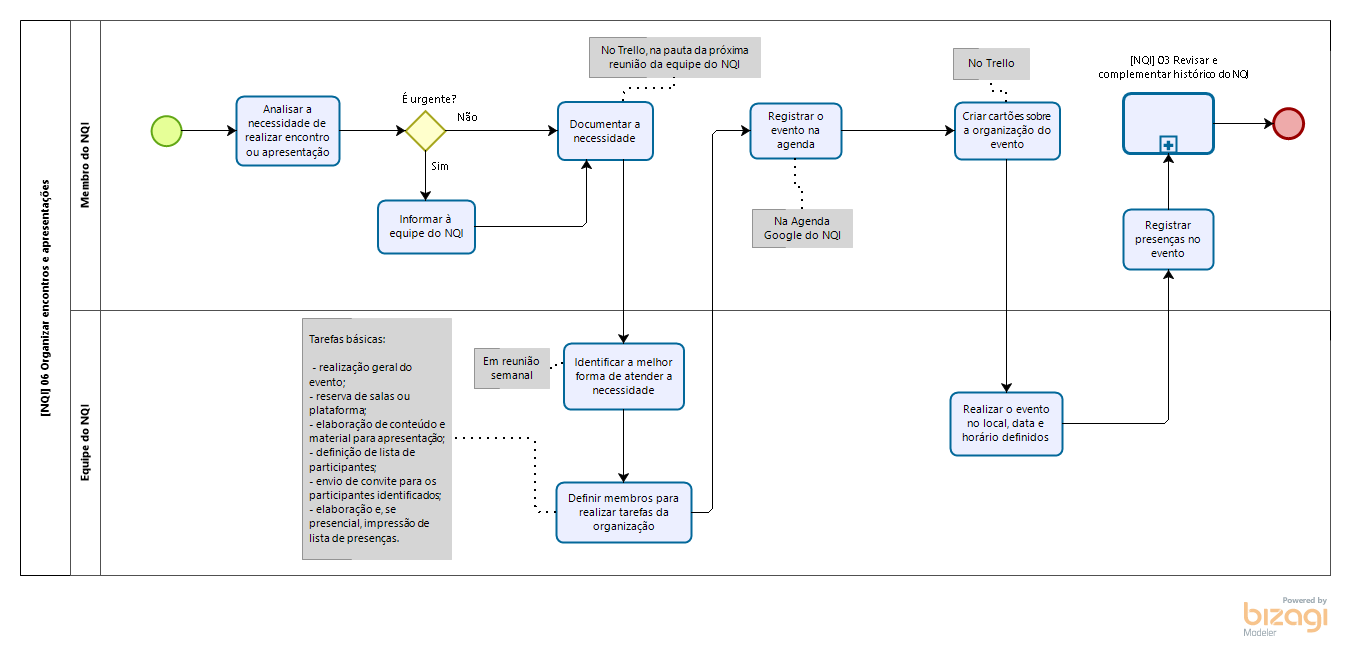 [NQI] 06 Organizar encontros e apresentações
Membro do NQI
Analisar a
necessidade de
realizar encontro
ou apresentação
É urgente?
Não
Sim
Informar à
equipe do NQI
No Trello, na pauta da próxima
reunião da equipe do NQI
Documentar a
necessidade
Registrar o
evento na
agenda
Na Agenda
Google do NQI
No Trello
Criar cartões sobre
a organização do
evento
[NQI] 03 Revisar e
complementar histórico do NQI
Registrar
presenças no
evento
Equipe do NQI
Tarefas básicas:
- realização geral do
evento;
- reserva de salas ou
plataforma;
- elaboração de conteúdo e
material para apresentação;
- definição de lista de
participantes;
- envio de convite para os
participantes identificados;
- elaboração e, se
presencial, impressão de
lista de presenças.
Em reunião
semanal
Identificar a melhor
forma de atender a
necessidade
Definir membros para
realizar tarefas da
organização
Realizar o evento
no local, data e
horário definidos
Powered by
bizagi
Modeler